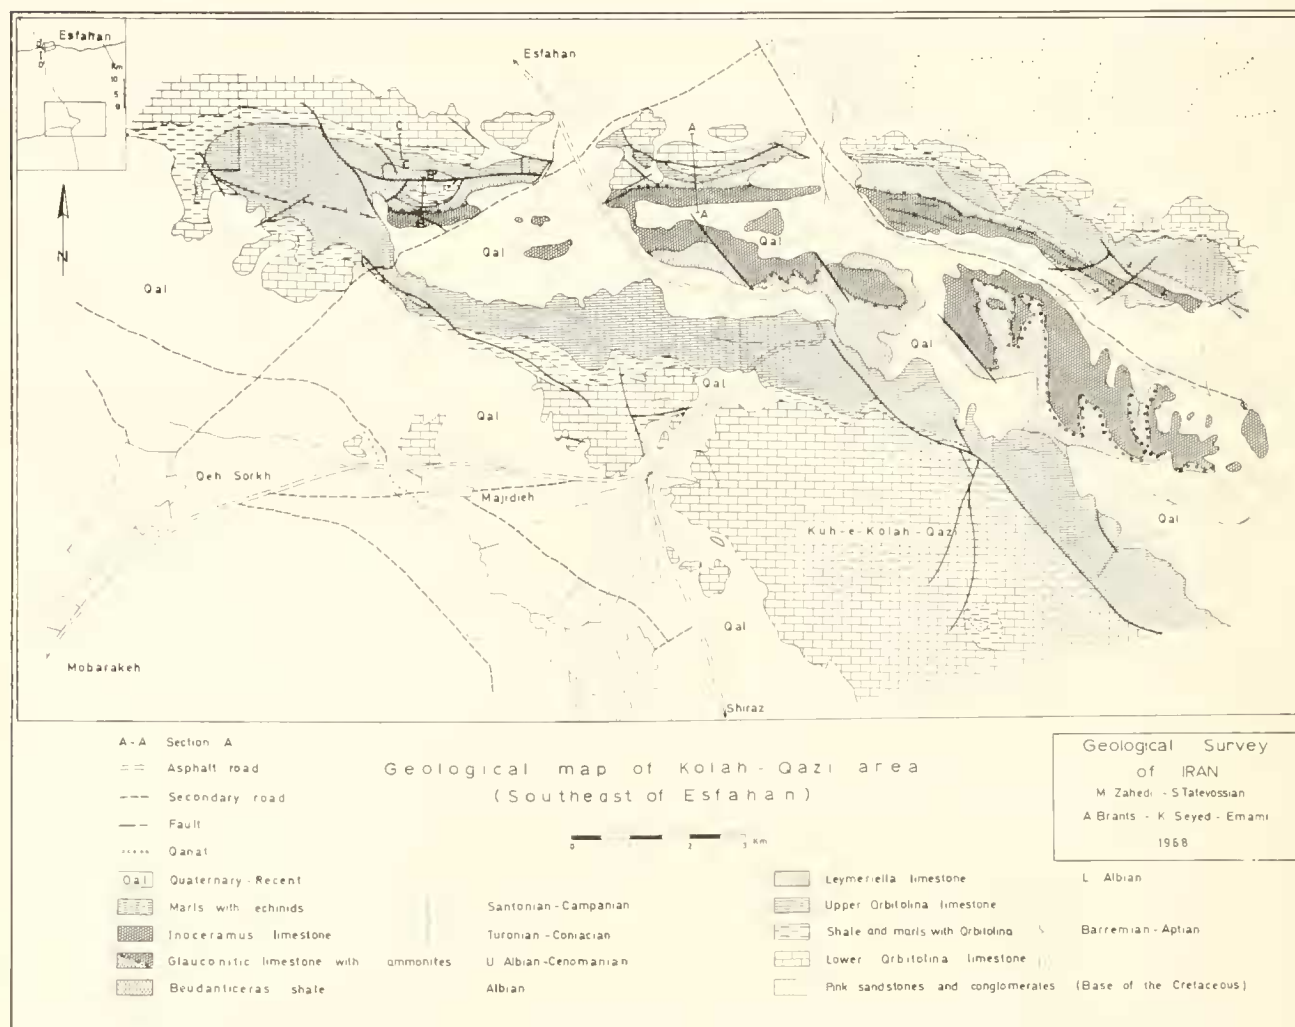 Esfahan
Km
10
5
0
N
Esfahan
C
C
B
B
A
A
Qal
Qal
Qal
Qal
Qal
Qal
Qal
Qal
Deh Sorkh
Majidieh
Kuh-e-Kolah-Qazi
Mobarakeh
Shiraz
A-A Section A
Asphalt road
Secondary road
Fault
Qanat
Qal Quaternary-Recent
Marls with echinids Santonian-Campanian
Inoceramus limestone Turonian-Coniacian
Glauconitic limestone with ammonites U Albian-Cenomanian
Beudanticeras shale Albian
Geological map of Kolah-Qazi area
(Southeast of Esfahan)
0 2 3 Km
Geological Survey
of IRAN
M Zahedi - S Tatevossian
A Brants - K Seyed-Emami
1968
Leymeriella limestone L Albian
Upper Orbitolina limestone
Shale and marls with Orbitolina Barremian-Aptian
Lower Orbitolina limestone
Pink sandstones and conglomerates (Base of the Cretaceous)